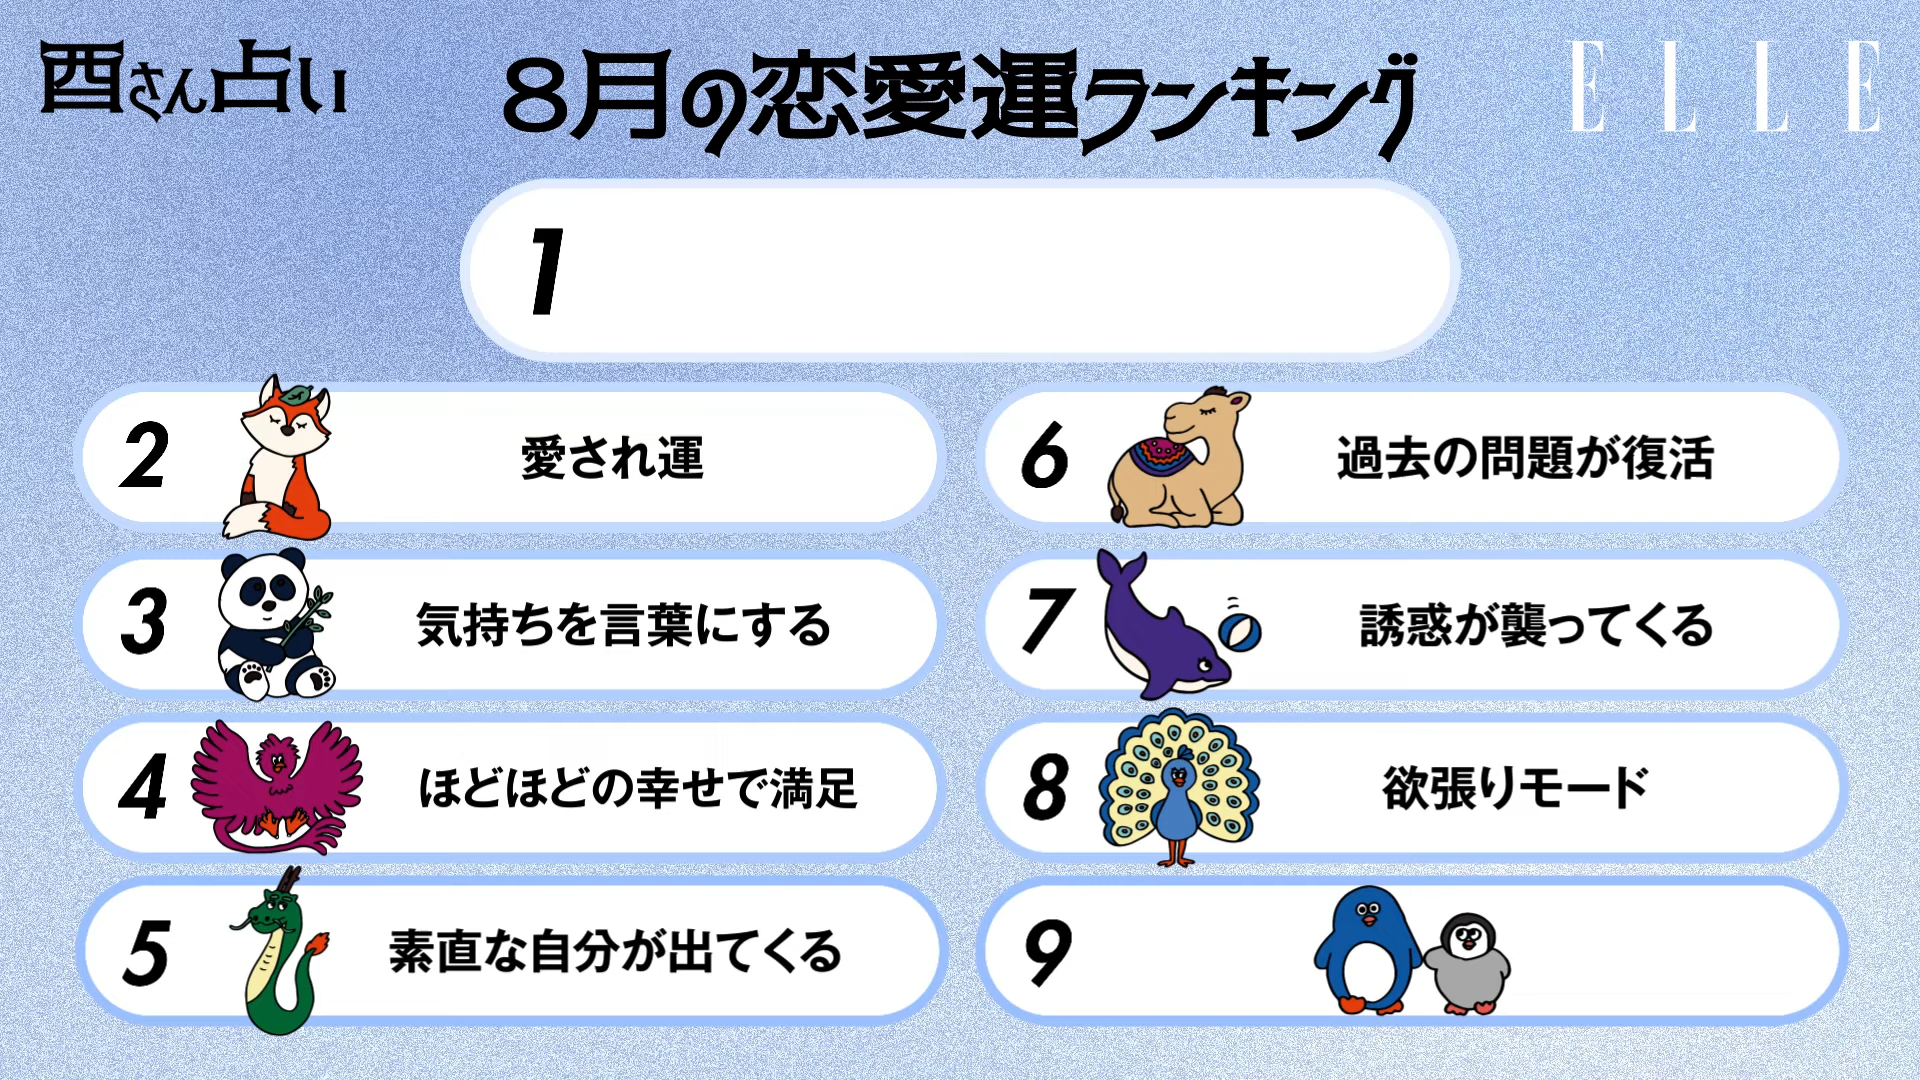 酉さん占い
8月の恋愛運ランキング
ELLE
1
2 愛され運
3 気持ちを言葉にする
4 ほどほどの幸せで満足
5 素直な自分が出てくる
6 過去の問題が復活
7 誘惑が襲ってくる
8 欲張りモード
9